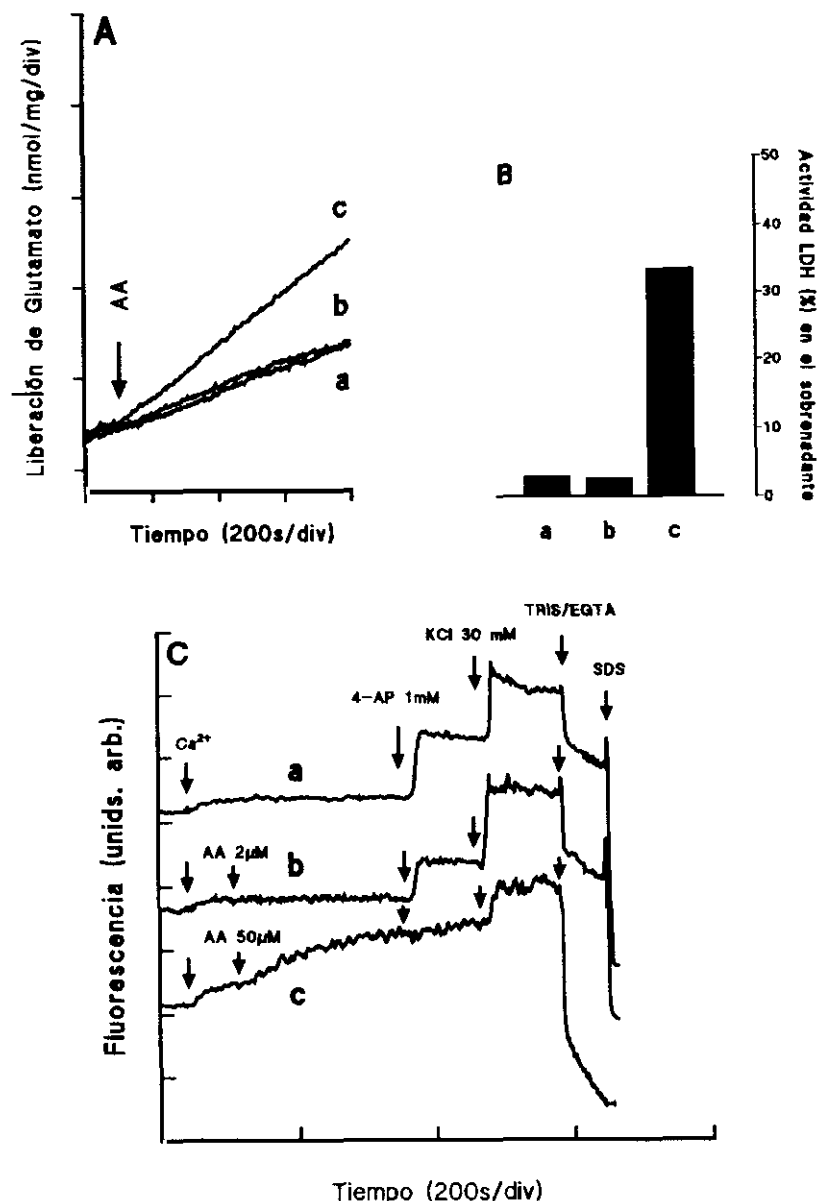 A
Liberación de Glutamato (nmol/mg/div)
AA
c
b
a
Tiempo (200s/div)
B
50
40
30
20
10
0
Actividad LDH (%) en el sobrenadante
a b c
C
Fluorescencia (unids. arb.)
TRIS/EGTA
KCl 30 mM
SDS
4-AP 1mM
Ca²⁺
a
AA 2µM
b
AA 50µM
c
Tiempo (200s/div)